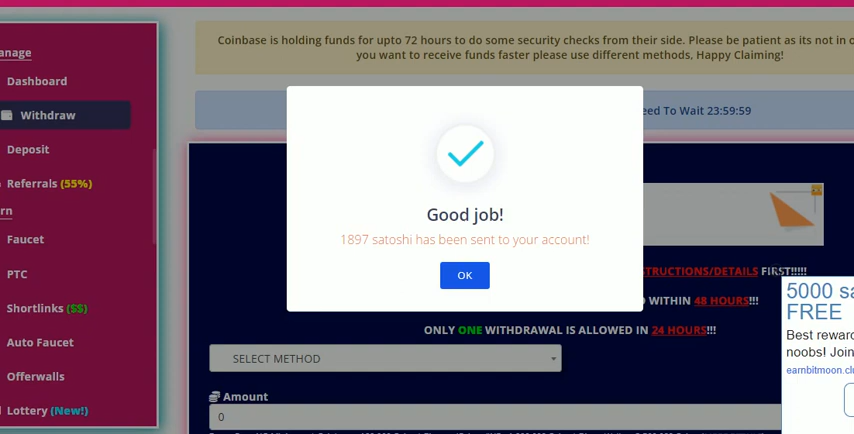 anage
Dashboard
Withdraw
Deposit
Referrals (55%)
rn
Faucet
PTC
Shortlinks ($$)
Auto Faucet
Offerwalls
Lottery (New!)
Coinbase is holding funds for upto 72 hours to do some security checks from their side. Please be patient as its not in o
you want to receive funds faster please use different methods, Happy Claiming!
eed To Wait 23:59:59
Good job!
1897 satoshi has been sent to your account!
OK
STRUCTIONS/DETAILS FIRST!!!!!
WITHIN 48 HOURS!!!
ONLY ONE WITHDRAWAL IS ALLOWED IN 24 HOURS!!!
SELECT METHOD
Amount
0
5000 sa
FREE
Best reward
noobs! Join
earnbitmoon.clu